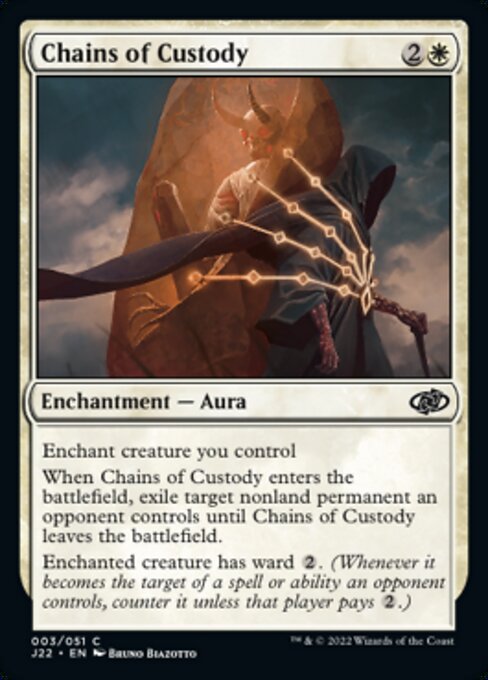 Chains of Custody 2
Enchantment — Aura
Enchant creature you control
When Chains of Custody enters the
battlefield, exile target nonland permanent an
opponent controls until Chains of Custody
leaves the battlefield.
Enchanted creature has ward 2. (Whenever it
becomes the target of a spell or ability an opponent
controls, counter it unless that player pays 2.)
003/051 C
J22 • EN Bruno Biazotto
™ & © 2022 Wizards of the Coast